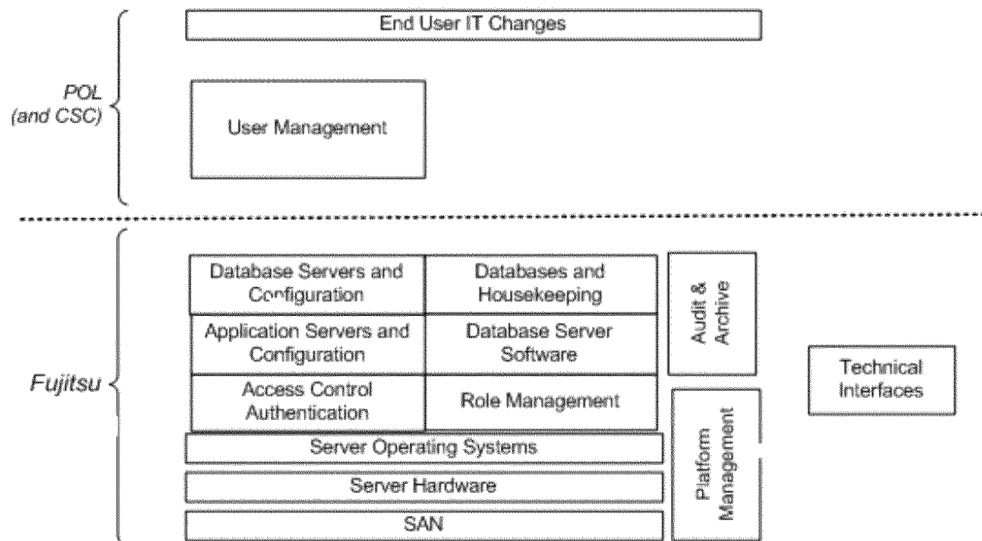 End User IT Changes
POL
(and CSC)
User Management
Database Servers and
Configuration
Databases and
Housekeeping
Audit &
Archive
Application Servers and
Configuration
Database Server
Software
Fujitsu
Technical
Interfaces
Access Control
Authentication
Role Management
Platform
Management
Server Operating Systems
Server Hardware
SAN